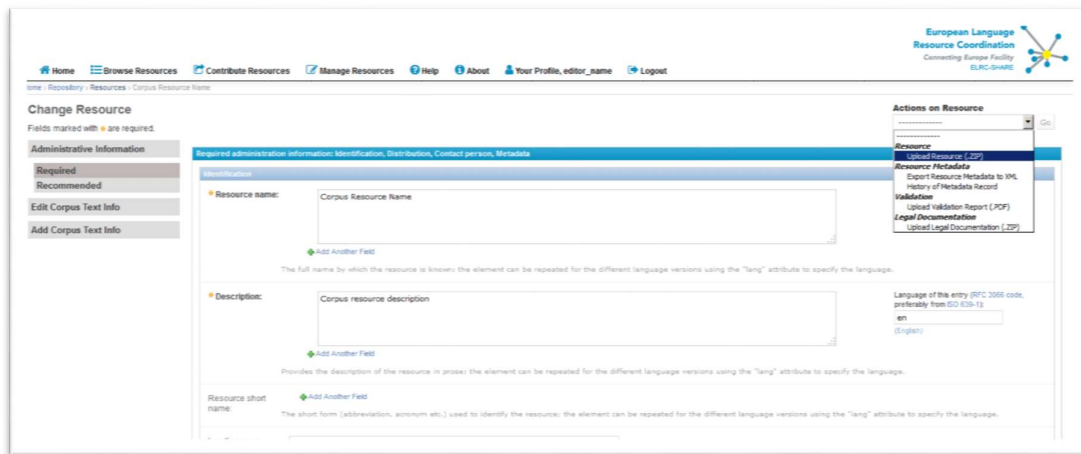 European Language
Resource Coordination
Connecting Europe Facility
ELRC-SHARE
Home Browse Resources Contribute Resources Manage Resources Help About Your Profile, editor_name Logout
ome › Repository › Resources › Corpus Resource Name
Change Resource
Fields marked with are required.
Actions on Resource
------------- Go
-------------
Resource
Upload Resource (.ZIP)
Resource Metadata
Export Resource Metadata to XML
History of Metadata Record
Validation
Upload Validation Report (.PDF)
Legal Documentation
Upload Legal Documentation (.ZIP)
Administrative Information
Required
Recommended
Edit Corpus Text Info
Add Corpus Text Info
Required administration information: Identification, Distribution, Contact person, Metadata
Identification
Resource name:
Corpus Resource Name
Add Another Field
The full name by which the resource is known; the element can be repeated for the different language versions using the "lang" attribute to specify the language.
Description:
Corpus resource description
Language of this entry (RFC 3066 code,
preferably from ISO 639-1):
en
(English)
Add Another Field
Provides the description of the resource in prose; the element can be repeated for the different language versions using the "lang" attribute to specify the language.
Resource short
name:
Add Another Field
The short form (abbreviation, acronym etc.) used to identify the resource; the element can be repeated for the different language versions using the "lang" attribute to specify the language.